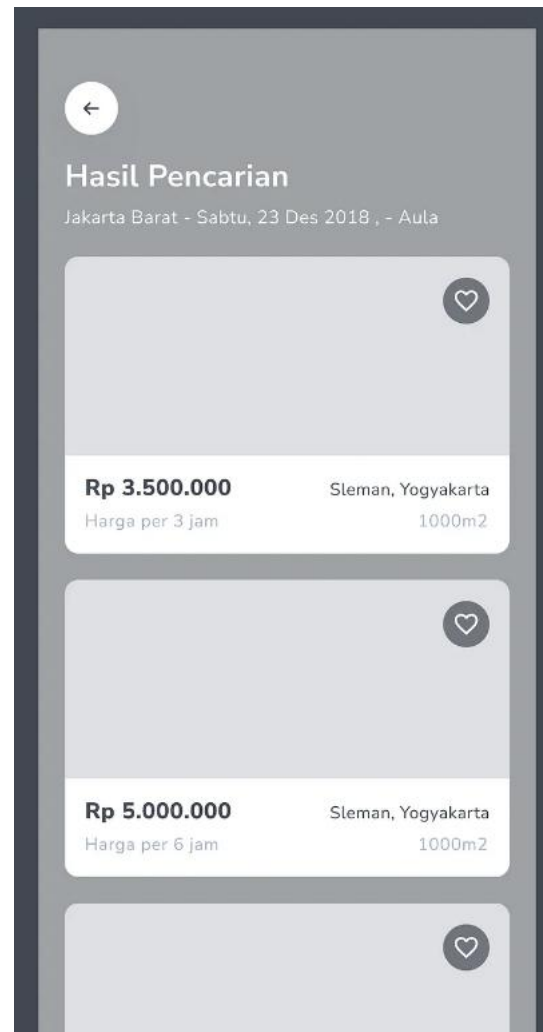 Hasil Pencarian
Jakarta Barat - Sabtu, 23 Des 2018 , - Aula
Rp 3.500.000 Sleman, Yogyakarta
Harga per 3 jam 1000m2
Rp 5.000.000 Sleman, Yogyakarta
Harga per 6 jam 1000m2